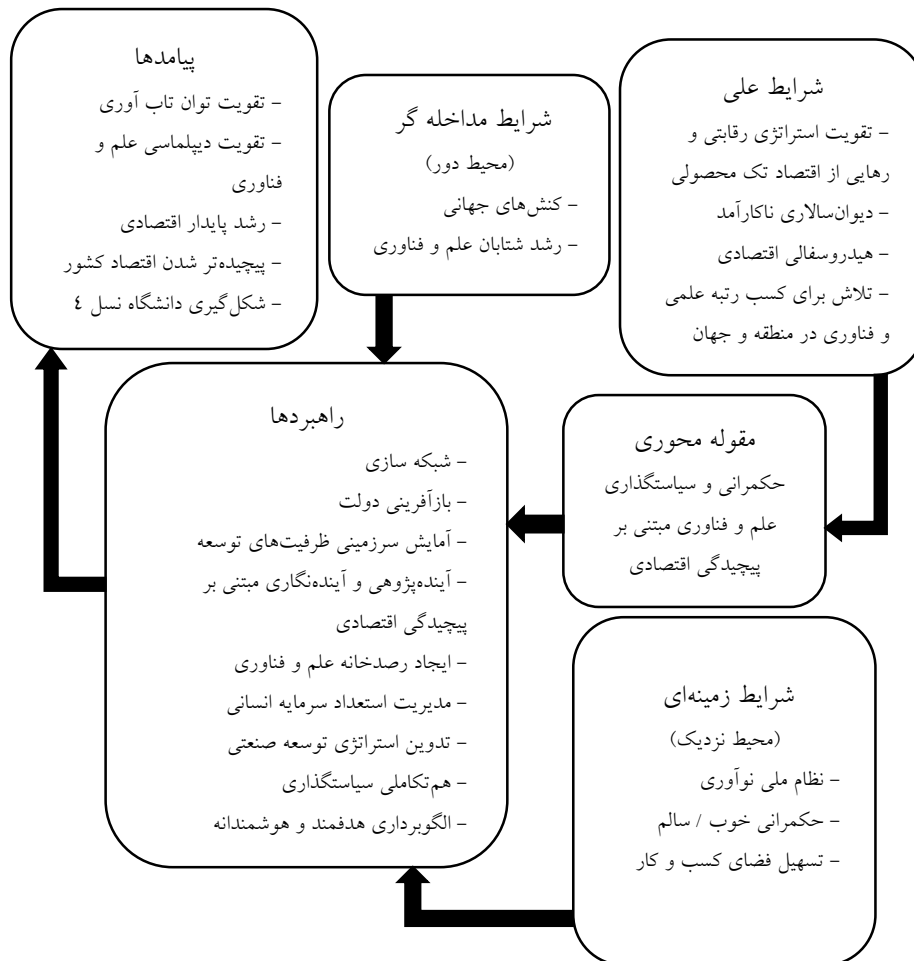 شرایط علی
– تقویت استراتژی رقابتی و
رهایی از اقتصاد تک محصولی
– دیوان‌سالاری ناکارآمد
– هیدروسفالی اقتصادی
– تلاش برای کسب رتبه علمی
و فناوری در منطقه و جهان
شرایط مداخله گر
(محیط دور)
– کنش‌های جهانی
– رشد شتابان علم و فناوری
پیامدها
– تقویت توان تاب آوری
– تقویت دیپلماسی علم و
فناوری
– رشد پایدار اقتصادی
– پیچیده‌تر شدن اقتصاد کشور
– شکل‌گیری دانشگاه نسل ٤
مقوله محوری
حکمرانی و سیاستگذاری
علم و فناوری مبتنی بر
پیچیدگی اقتصادی
راهبردها
– شبکه سازی
– بازآفرینی دولت
– آمایش سرزمینی ظرفیت‌های توسعه
– آینده‌پژوهی و آینده‌نگاری مبتنی بر
پیچیدگی اقتصادی
– ایجاد رصدخانه علم و فناوری
– مدیریت استعداد سرمایه انسانی
– تدوین استراتژی توسعه صنعتی
– هم‌تکاملی سیاستگذاری
– الگوبرداری هدفمند و هوشمندانه
شرایط زمینه‌ای
(محیط نزدیک)
– نظام ملی نوآوری
– حکمرانی خوب / سالم
– تسهیل فضای کسب و کار